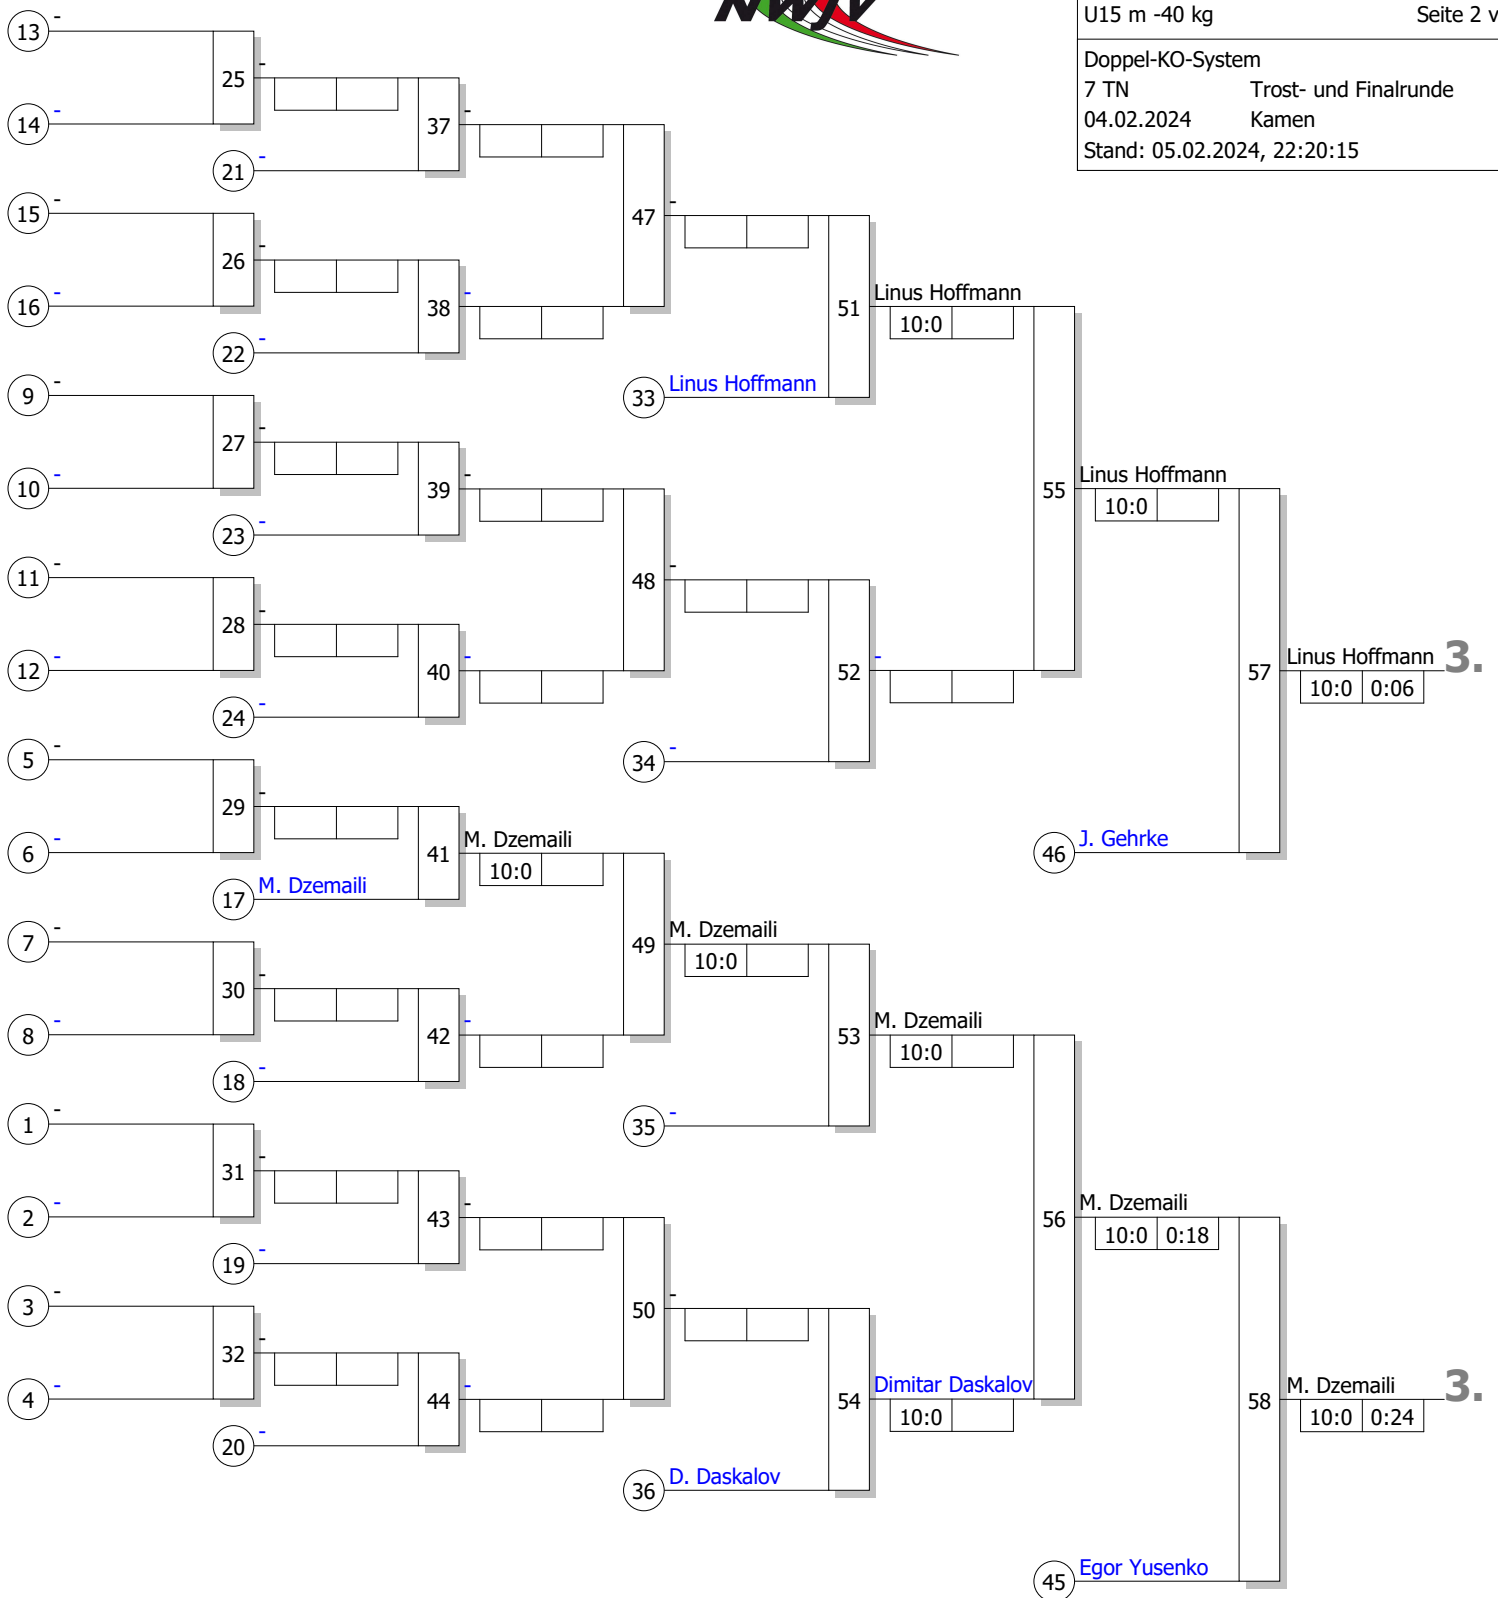 NWJV
U15 m -40 kg Seite 2 v
Doppel-KO-System
7 TN Trost- und Finalrunde
04.02.2024 Kamen
Stand: 05.02.2024, 22:20:15
13 -
25 -
14 -
37 -
21 -
15 -
47 -
26 -
16 -
38 -
51 Linus Hoffmann
10:0
22 -
9 -
33 Linus Hoffmann
27 -
10 -
39 -
55 Linus Hoffmann
10:0
23 -
11 -
48 -
28 -
12 -
40 -
52 -
57 Linus Hoffmann 3.
10:0 0:06
24 -
5 -
34 -
29 -
6 -
41 M. Dzemaili
10:0
46 J. Gehrke
17 M. Dzemaili
7 -
49 M. Dzemaili
10:0
30 -
8 -
42 -
53 M. Dzemaili
10:0
18 -
1 -
35 -
31 -
2 -
43 -
56 M. Dzemaili
10:0 0:18
19 -
3 -
50 -
32 -
4 -
44 -
54 Dimitar Daskalov
10:0
58 M. Dzemaili 3.
10:0 0:24
20 -
36 D. Daskalov
45 Egor Yusenko